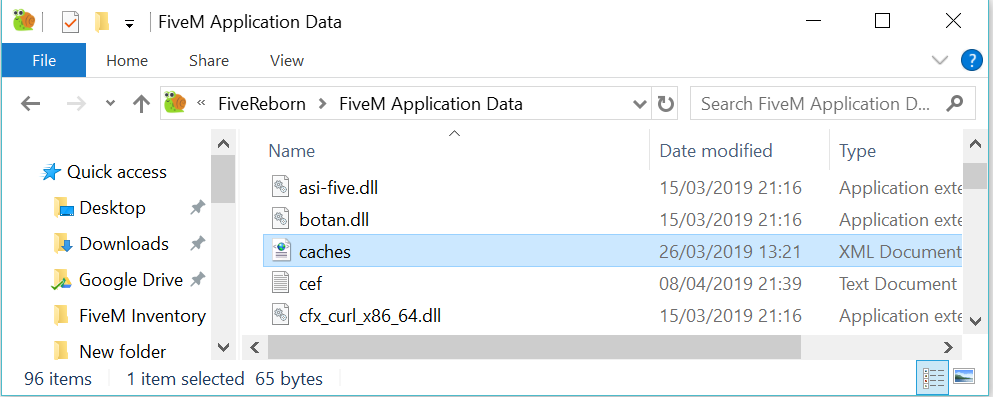 FiveM Application Data
File Home Share View
« FiveReborn > FiveM Application Data Search FiveM Application D...
Name Date modified Type
Quick access
Desktop
Downloads
Google Drive
FiveM Inventory
New folder
asi-five.dll 15/03/2019 21:16 Application exte
botan.dll 15/03/2019 21:16 Application exte
caches 26/03/2019 13:21 XML Document
cef 08/04/2019 21:39 Text Document
cfx_curl_x86_64.dll 15/03/2019 21:16 Application exte
96 items 1 item selected 65 bytes